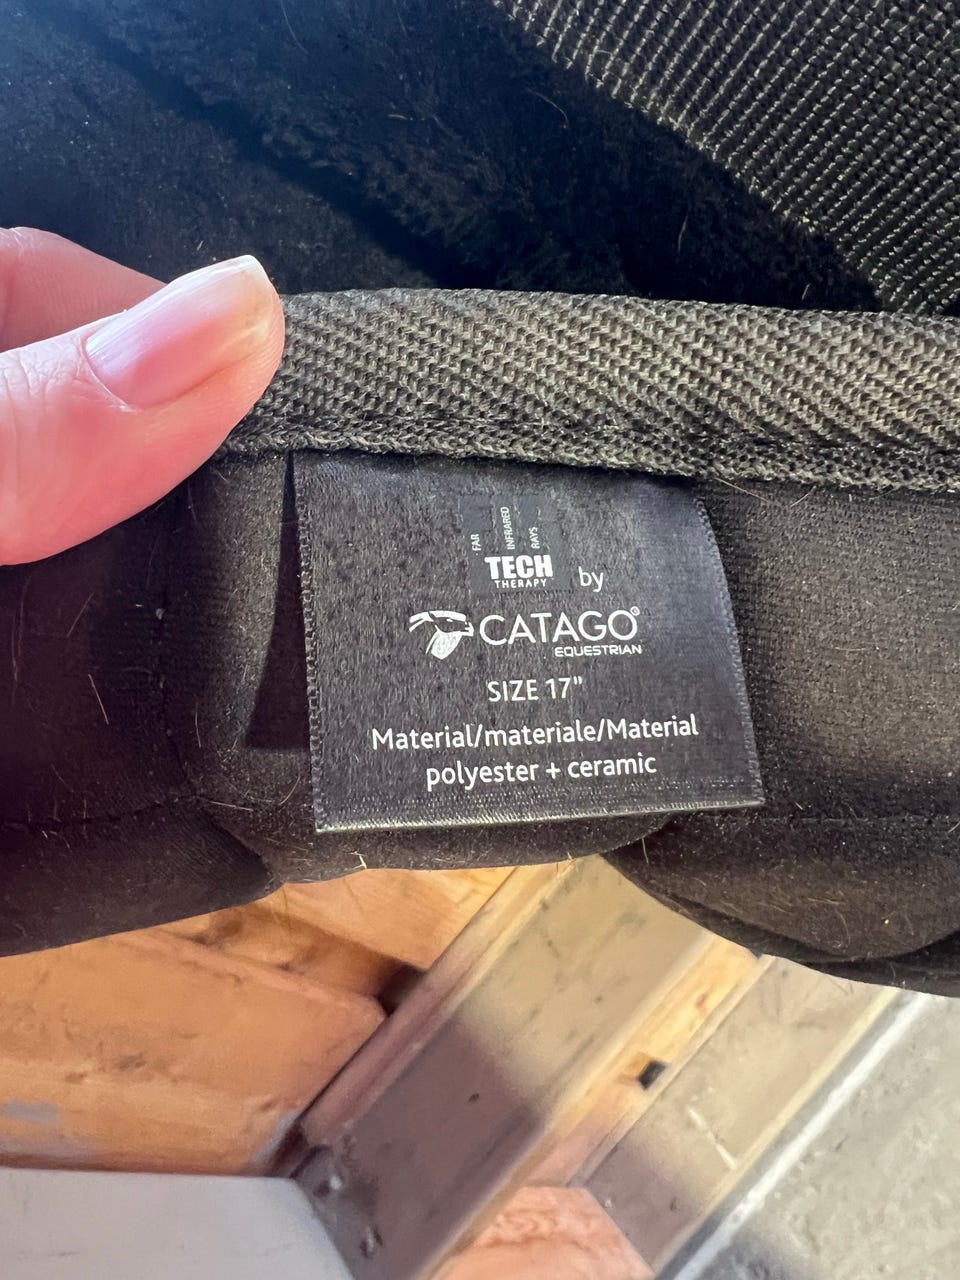 FAR INFRARED RAYS
TECH
THERAPY by
CATAGO®
EQUESTRIAN
SIZE 17"
Material/materiale/Material
polyester + ceramic